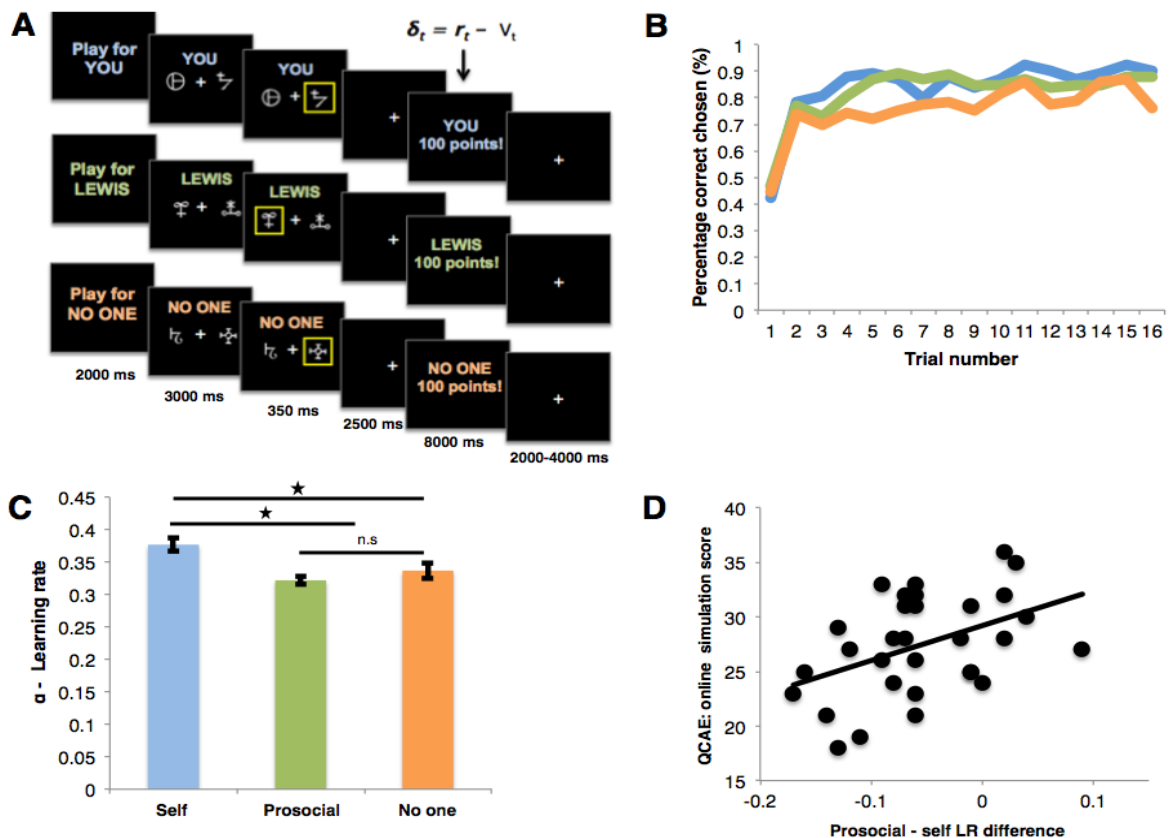 A
Play for
YOU
YOU
+
YOU
+
+
δt = rt − Vt
YOU
100 points!
+
Play for
LEWIS
LEWIS
+
LEWIS
+
+
LEWIS
100 points!
+
Play for
NO ONE
NO ONE
+
NO ONE
+
+
NO ONE
100 points!
+
2000 ms
3000 ms
350 ms
2500 ms
8000 ms
2000-4000 ms
B
Percentage correct chosen (%)
1
0.9
0.8
0.7
0.6
0.5
0.4
0.3
0.2
0.1
0
1 2 3 4 5 6 7 8 9 10 11 12 13 14 15 16
Trial number
C
α - Learning rate
0.45
0.4
0.35
0.3
0.25
0.2
0.15
0.1
0.05
0
★
★
n.s
Self Prosocial No one
D
QCAE: online simulation score
40
35
30
25
20
15
-0.2 -0.1 0 0.1
Prosocial - self LR difference